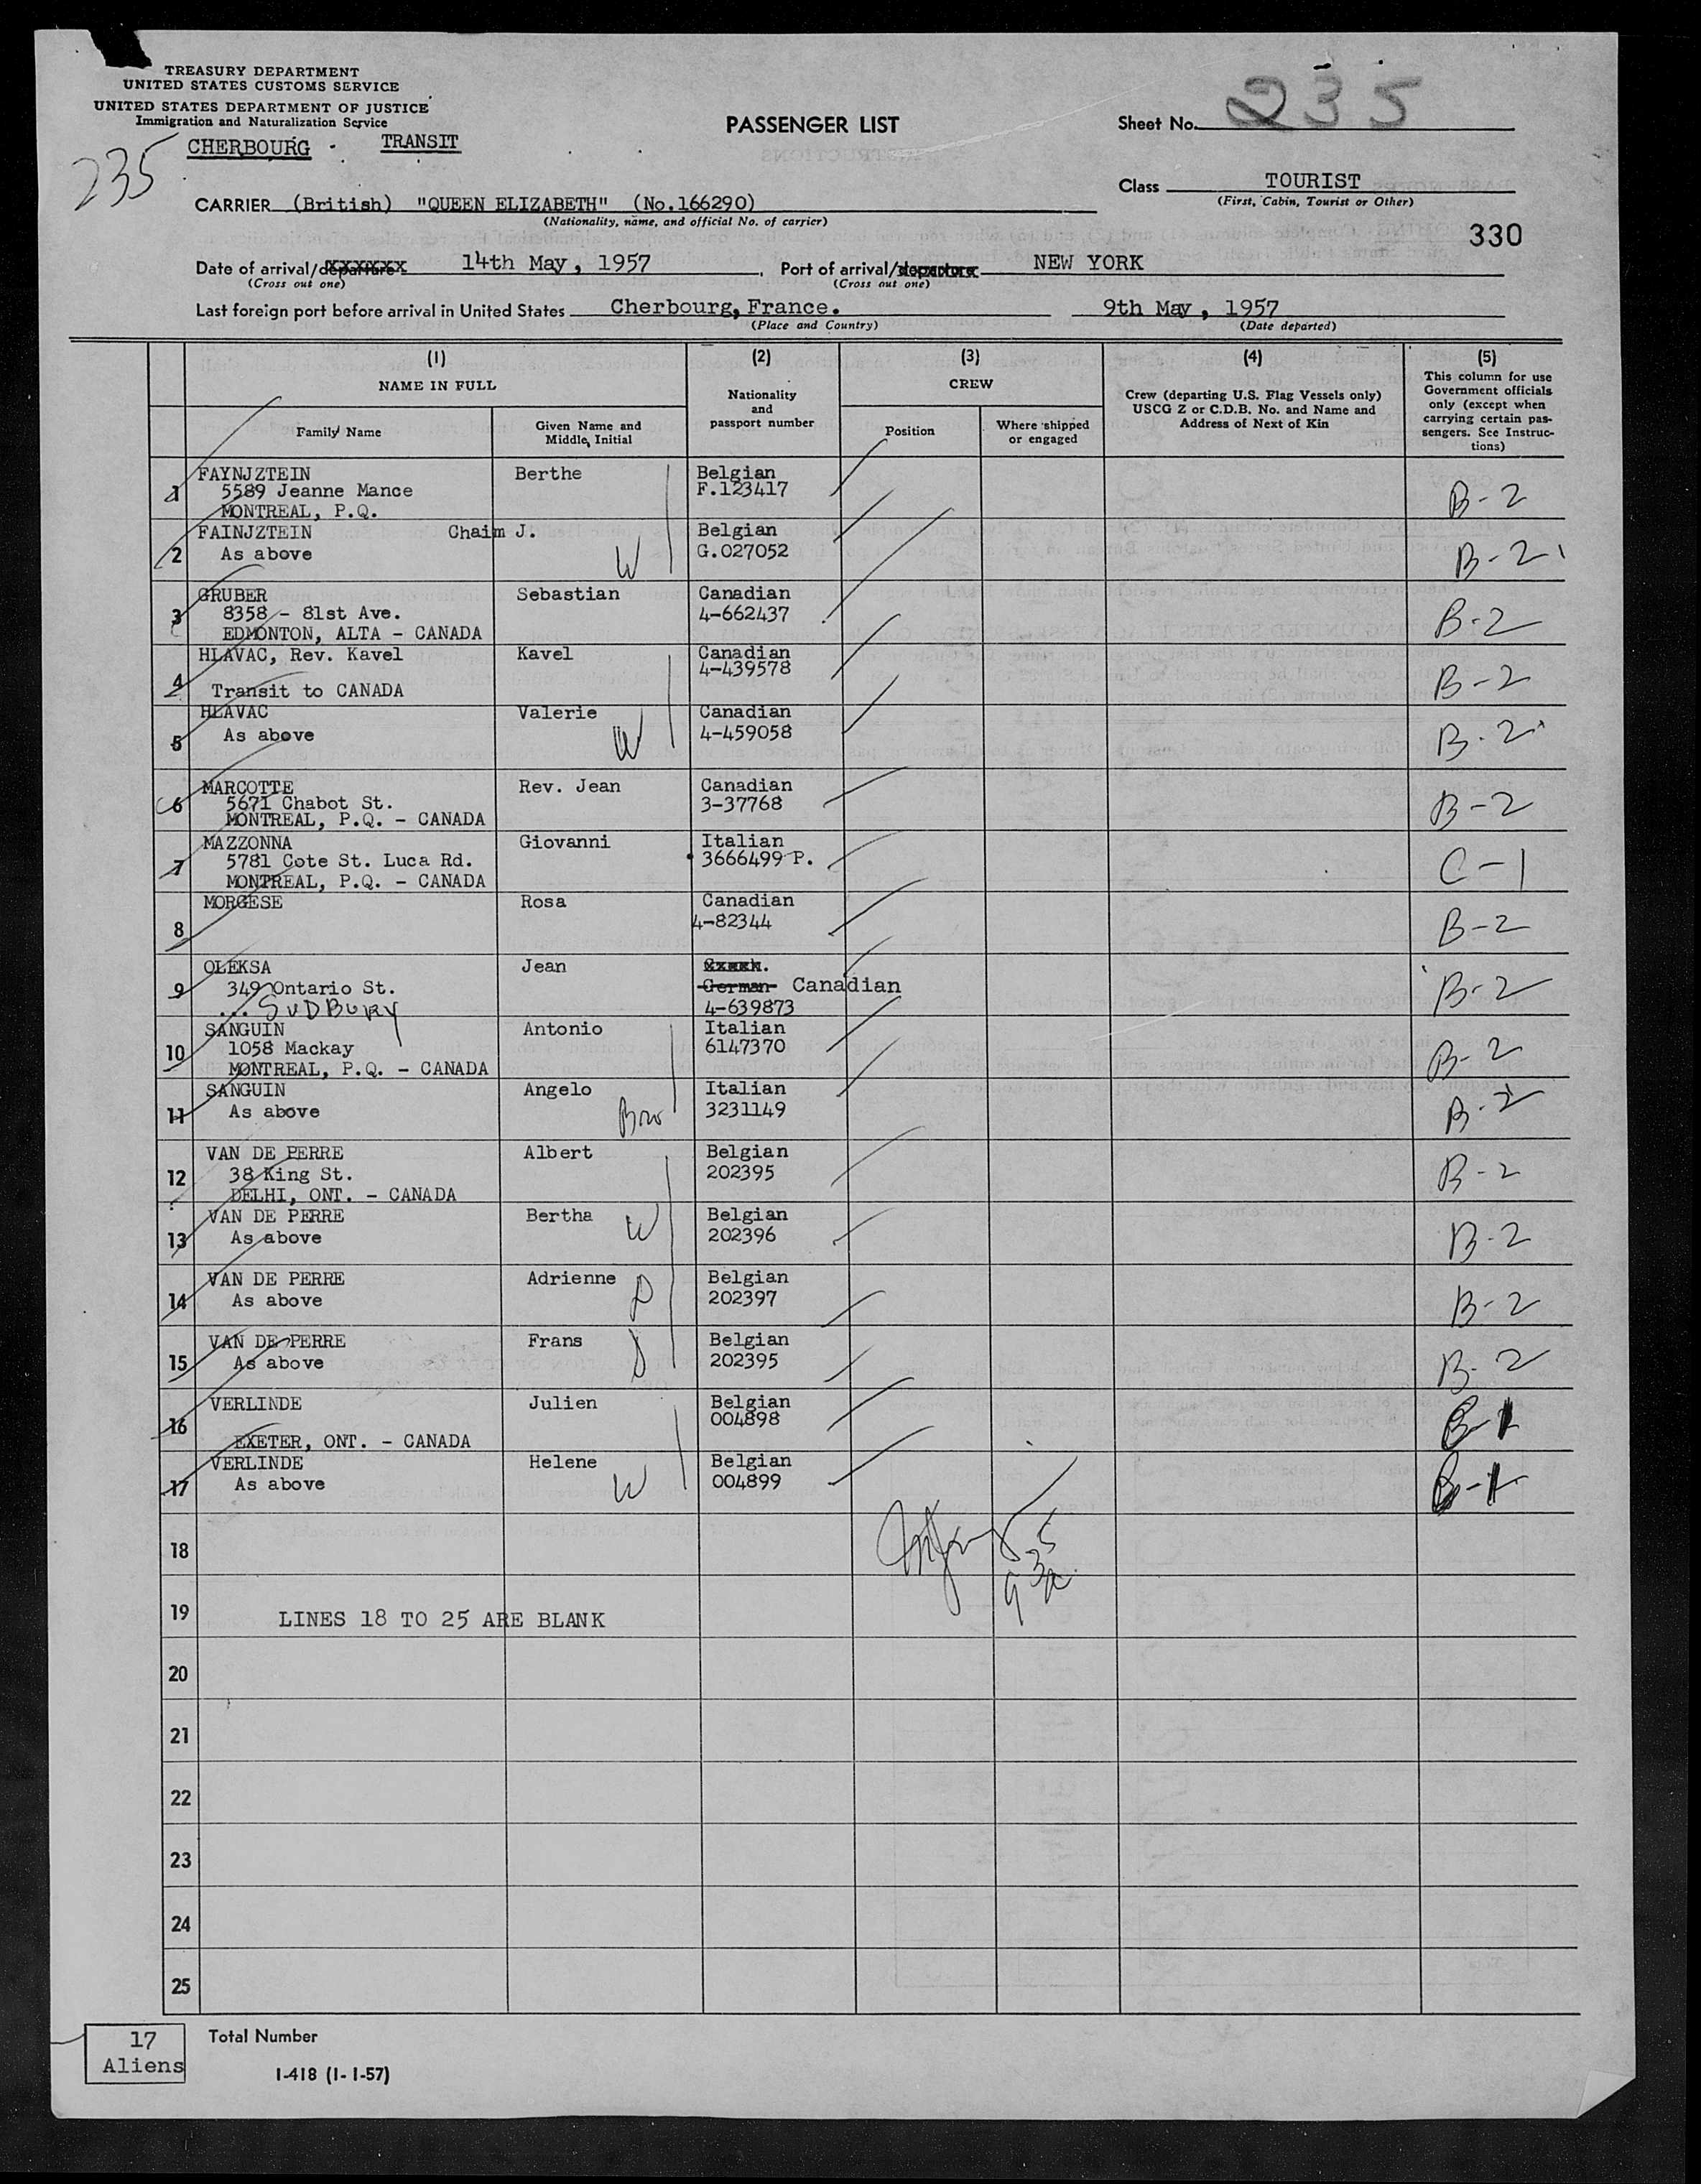 TREASURY DEPARTMENT
UNITED STATES CUSTOMS SERVICE
UNITED STATES DEPARTMENT OF JUSTICE
Immigration and Naturalization Service
CHERBOURG - TRANSIT
235
PASSENGER LIST
Sheet No. 235
Class TOURIST
(First, Cabin, Tourist or Other)
CARRIER (British) "QUEEN ELIZABETH" (No.166290)
(Nationality, name, and official No. of carrier)
330
Date of arrival/departure 14th May, 1957. Port of arrival/departure NEW YORK
(Cross out one) (Cross out one)
Last foreign port before arrival in United States Cherbourg, France. 9th May, 1957
(Place and Country) (Date departed)
(1) (2) (3) (4) (5)
NAME IN FULL
Family Name
Given Name and
Middle, Initial
Nationality
and
passport number
CREW
Position
Where shipped
or engaged
Crew (departing U.S. Flag Vessels only)
USCG Z or C.D.B. No. and Name and
Address of Next of Kin
This column for use
Government officials
only (except when
carrying certain pas-
sengers. See Instruc-
tions)
1 FAYNJZTEIN Berthe Belgian
5589 Jeanne Mance F.123417 B-2
MONTREAL, P.Q.
2 FAINJZTEIN Chaim J. Belgian
As above W G.027052 B-2
3 GRUBER Sebastian Canadian
8358 - 81st Ave. 4-662437 B-2
EDMONTON, ALTA - CANADA
4 HLAVAC, Rev. Kavel Kavel Canadian
4-439578 B-2
Transit to CANADA
5 HLAVAC Valerie Canadian
As above W 4-459058 B-2
6 MARCOTTE Rev. Jean Canadian
5671 Chabot St. 3-37768 B-2
MONTREAL, P.Q. - CANADA
7 MAZZONNA Giovanni Italian
5781 Cote St. Luca Rd. 3666499 P. C-1
MONTREAL, P.Q. - CANADA
8 MORGESE Rosa Canadian
4-82344 B-2
9 OLEKSA Jean
349 Ontario St. German Canadian B-2
... SUDBURY 4-639873
10 SANGUIN Antonio Italian
1058 Mackay 6147370 B-2
MONTREAL, P.Q. - CANADA
11 SANGUIN Angelo Italian
As above Bro 3231149 B-2
12 VAN DE PERRE Albert Belgian
38 King St. 202395 B-2
DELHI, ONT. - CANADA
13 VAN DE PERRE Bertha W Belgian
As above 202396 B-2
14 VAN DE PERRE Adrienne D Belgian
As above 202397 B-2
15 VAN DE PERRE Frans Belgian
As above 202395 B-2
16 VERLINDE Julien Belgian
004898 B-1
EXETER, ONT. - CANADA
17 VERLINDE Helene Belgian
As above W 004899 B-1
18
19 LINES 18 TO 25 ARE BLANK
20
21
22
23
24
25
17
Aliens
Total Number
I-418 (1-1-57)